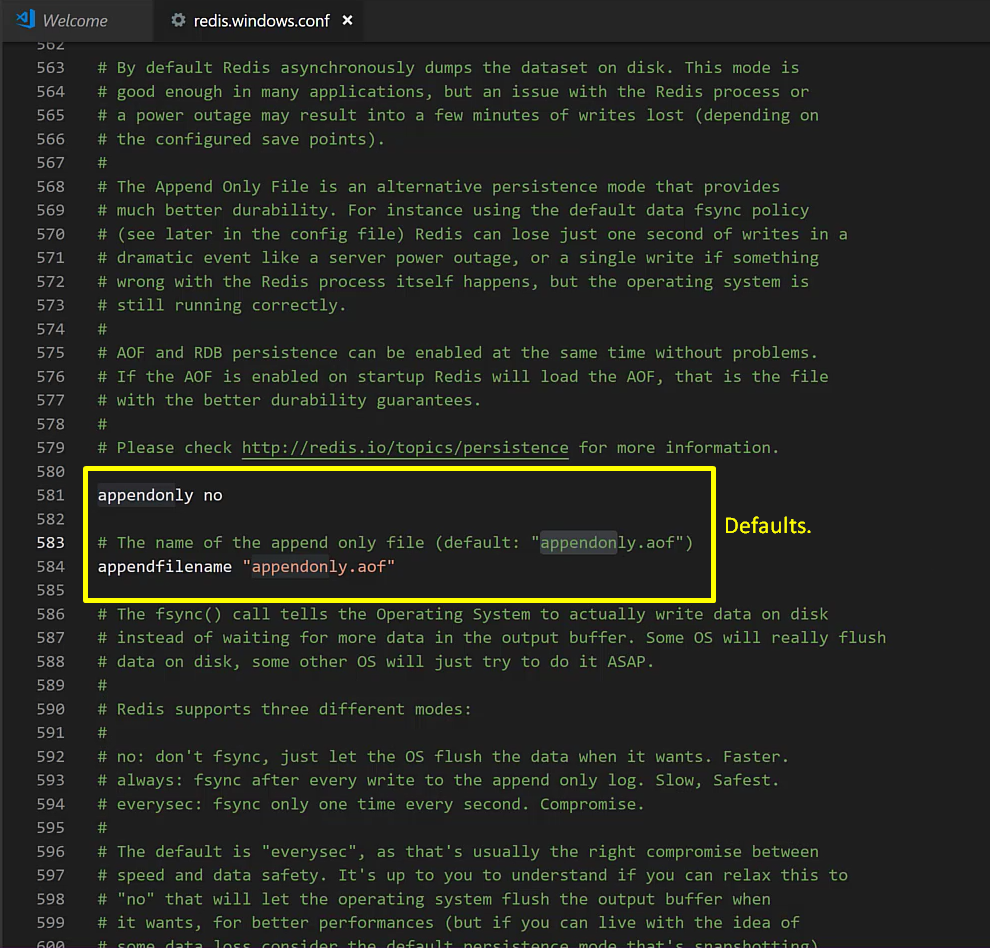 Welcome
redis.windows.conf ×
562
563 # By default Redis asynchronously dumps the dataset on disk. This mode is
564 # good enough in many applications, but an issue with the Redis process or
565 # a power outage may result into a few minutes of writes lost (depending on
566 # the configured save points).
567 #
568 # The Append Only File is an alternative persistence mode that provides
569 # much better durability. For instance using the default data fsync policy
570 # (see later in the config file) Redis can lose just one second of writes in a
571 # dramatic event like a server power outage, or a single write if something
572 # wrong with the Redis process itself happens, but the operating system is
573 # still running correctly.
574 #
575 # AOF and RDB persistence can be enabled at the same time without problems.
576 # If the AOF is enabled on startup Redis will load the AOF, that is the file
577 # with the better durability guarantees.
578 #
579 # Please check http://redis.io/topics/persistence for more information.
580
581 appendonly no
582
Defaults.
583 # The name of the append only file (default: "appendonly.aof")
584 appendfilename "appendonly.aof"
585
586 # The fsync() call tells the Operating System to actually write data on disk
587 # instead of waiting for more data in the output buffer. Some OS will really flush
588 # data on disk, some other OS will just try to do it ASAP.
589 #
590 # Redis supports three different modes:
591 #
592 # no: don't fsync, just let the OS flush the data when it wants. Faster.
593 # always: fsync after every write to the append only log. Slow, Safest.
594 # everysec: fsync only one time every second. Compromise.
595 #
596 # The default is "everysec", as that's usually the right compromise between
597 # speed and data safety. It's up to you to understand if you can relax this to
598 # "no" that will let the operating system flush the output buffer when
599 # it wants, for better performances (but if you can live with the idea of
600 # some data loss consider the default persistence mode that's snapshotting)